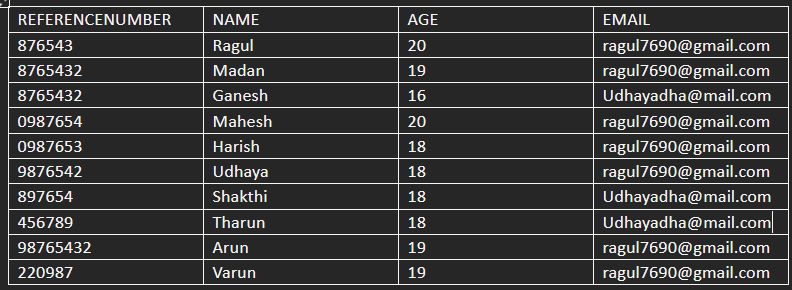 REFERENCENUMBER NAME AGE EMAIL
876543 Ragul 20 ragul7690@gmail.com
8765432 Madan 19 ragul7690@gmail.com
8765432 Ganesh 16 Udhayadha@mail.com
0987654 Mahesh 20 ragul7690@gmail.com
0987653 Harish 18 ragul7690@gmail.com
9876542 Udhaya 18 ragul7690@gmail.com
897654 Shakthi 18 Udhayadha@mail.com
456789 Tharun 18 Udhayadha@mail.com
98765432 Arun 19 ragul7690@gmail.com
220987 Varun 19 ragul7690@gmail.com